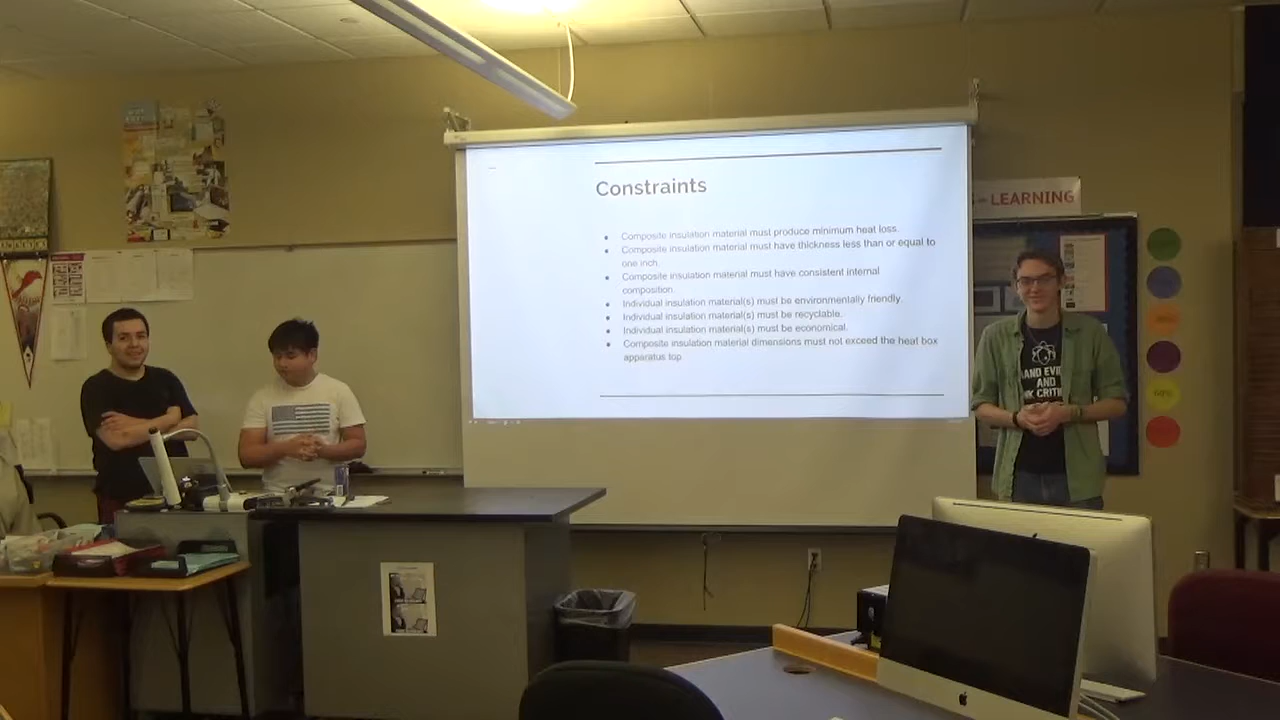 Constraints
Composite insulation material must produce minimum heat loss.
Composite insulation material must have thickness less than or equal to
one inch.
Composite insulation material must have consistent internal
composition.
Individual insulation material(s) must be environmentally friendly.
Individual insulation material(s) must be recyclable.
Individual insulation material(s) must be economical.
Composite insulation material dimensions must not exceed the heat box
apparatus top
LEARNING
AND